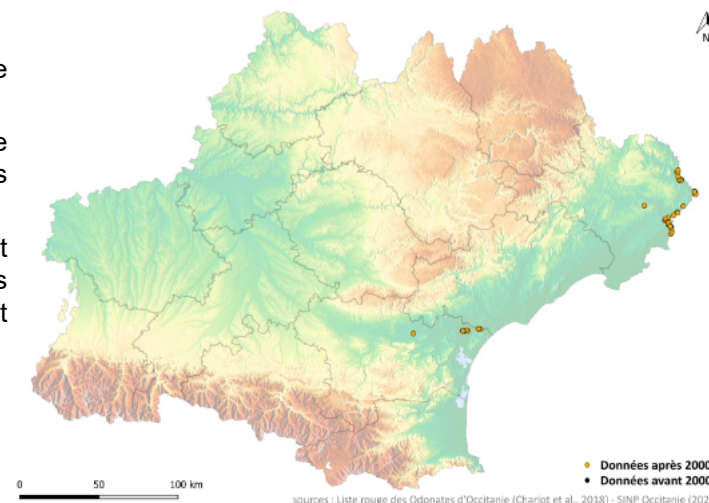 N
e
e
s
t
s
t
Données après 2000
Données avant 2000
0 50 100 km
sources : Liste rouge des Odonates d'Occitanie (Charlot et al., 2018) - SINP Occitanie (202